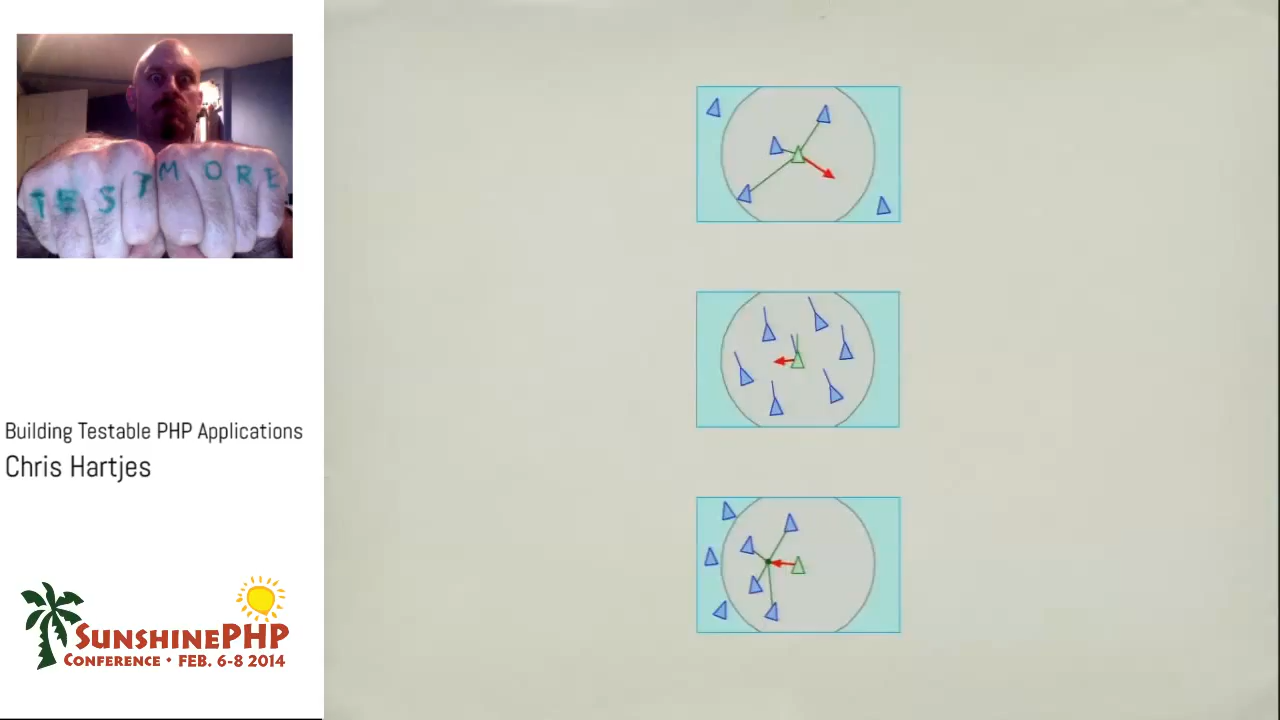 TEST MORE
Building Testable PHP Applications
Chris Hartjes
SUNSHINEPHP
CONFERENCE • FEB. 6-8 2014